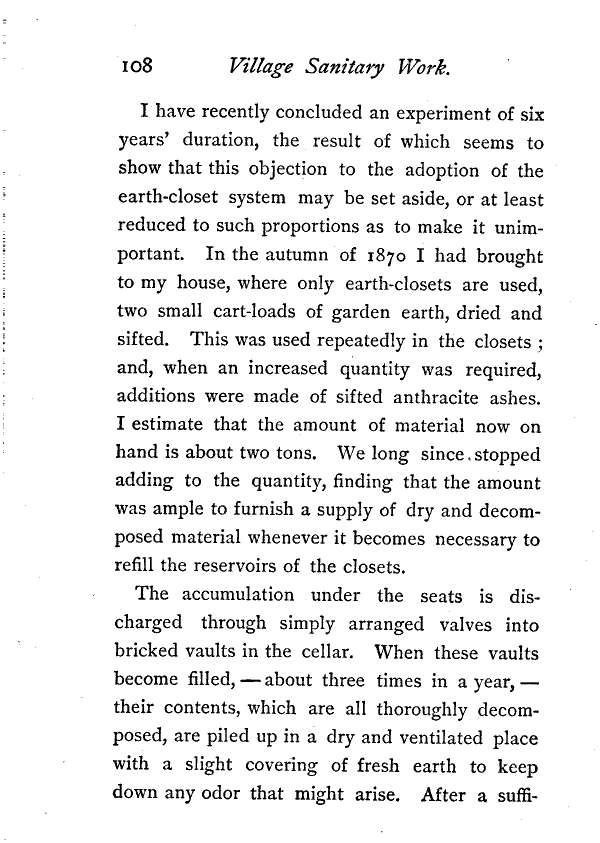 108 Village Sanitary Work.
I have recently concluded an experiment of six
years' duration, the result of which seems to
show that this objection to the adoption of the
earth-closet system may be set aside, or at least
reduced to such proportions as to make it unim-
portant. In the autumn of 1870 I had brought
to my house, where only earth-closets are used,
two small cart-loads of garden earth, dried and
sifted. This was used repeatedly in the closets ;
and, when an increased quantity was required,
additions were made of sifted anthracite ashes.
I estimate that the amount of material now on
hand is about two tons. We long since stopped
adding to the quantity, finding that the amount
was ample to furnish a supply of dry and decom-
posed material whenever it becomes necessary to
refill the reservoirs of the closets.
The accumulation under the seats is dis-
charged through simply arranged valves into
bricked vaults in the cellar. When these vaults
become filled, — about three times in a year, —
their contents, which are all thoroughly decom-
posed, are piled up in a dry and ventilated place
with a slight covering of fresh earth to keep
down any odor that might arise. After a suffi-